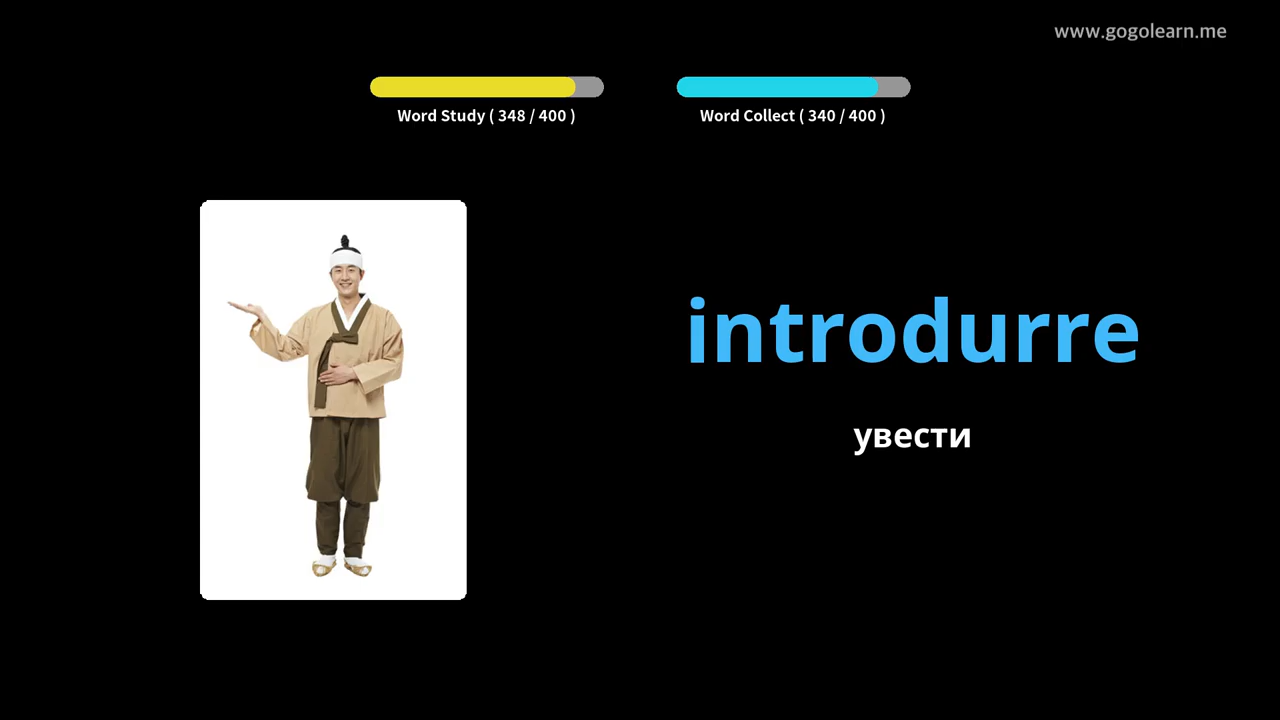 www.gogolearn.me
Word Study ( 348 / 400 )
Word Collect ( 340 / 400 )
introdurre
увести